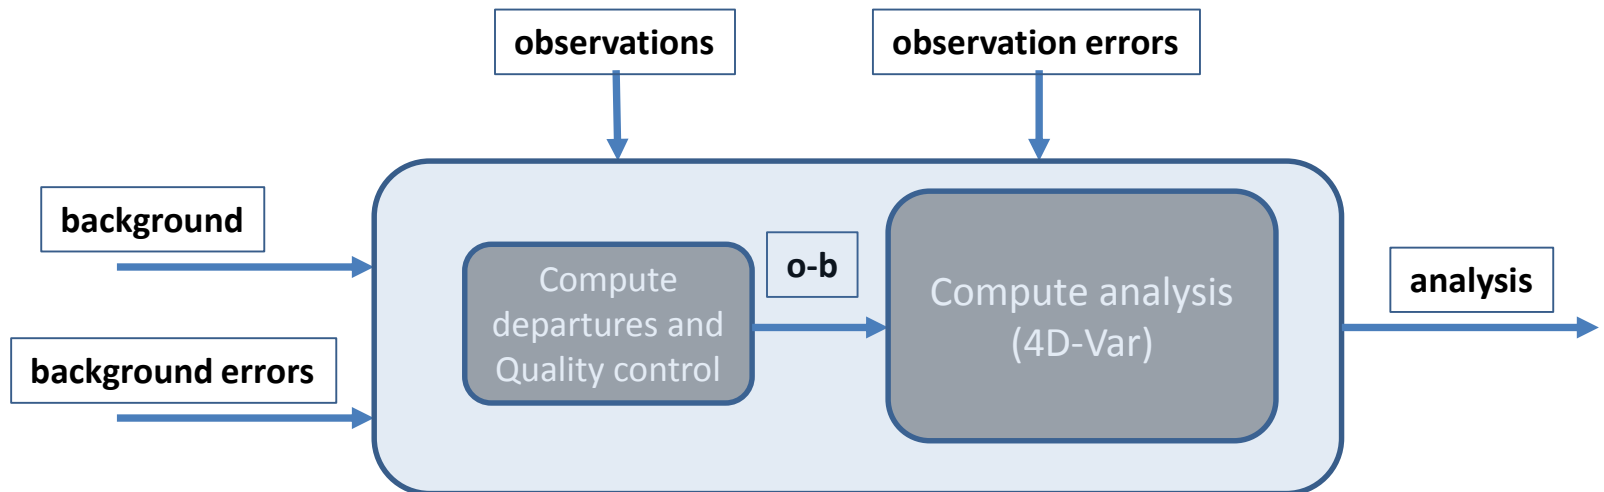 observations
observation errors
background
background errors
Compute
departures and
Quality control
o-b
Compute analysis
(4D-Var)
analysis